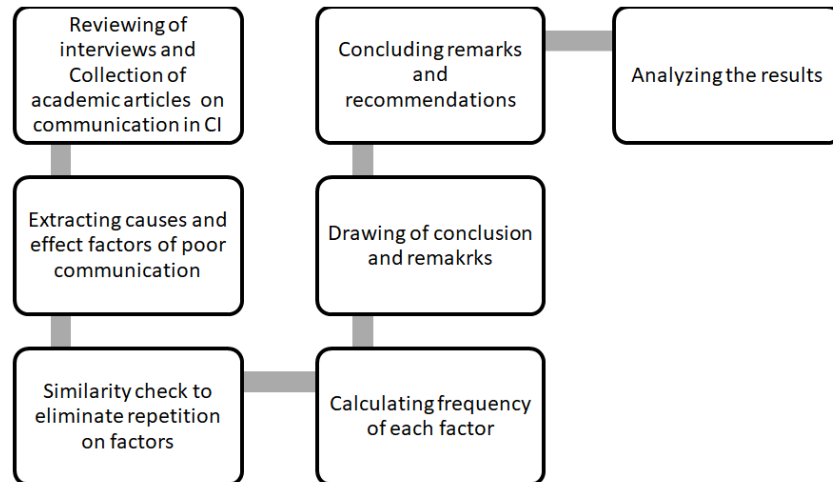 Reviewing of
interviews and
Collection of
academic articles on
communication in CI
Extracting causes and
effect factors of poor
communication
Similarity check to
eliminate repetition
on factors
Calculating frequency
of each factor
Drawing of conclusion
and remakrks
Concluding remarks
and
recommendations
Analyzing the results